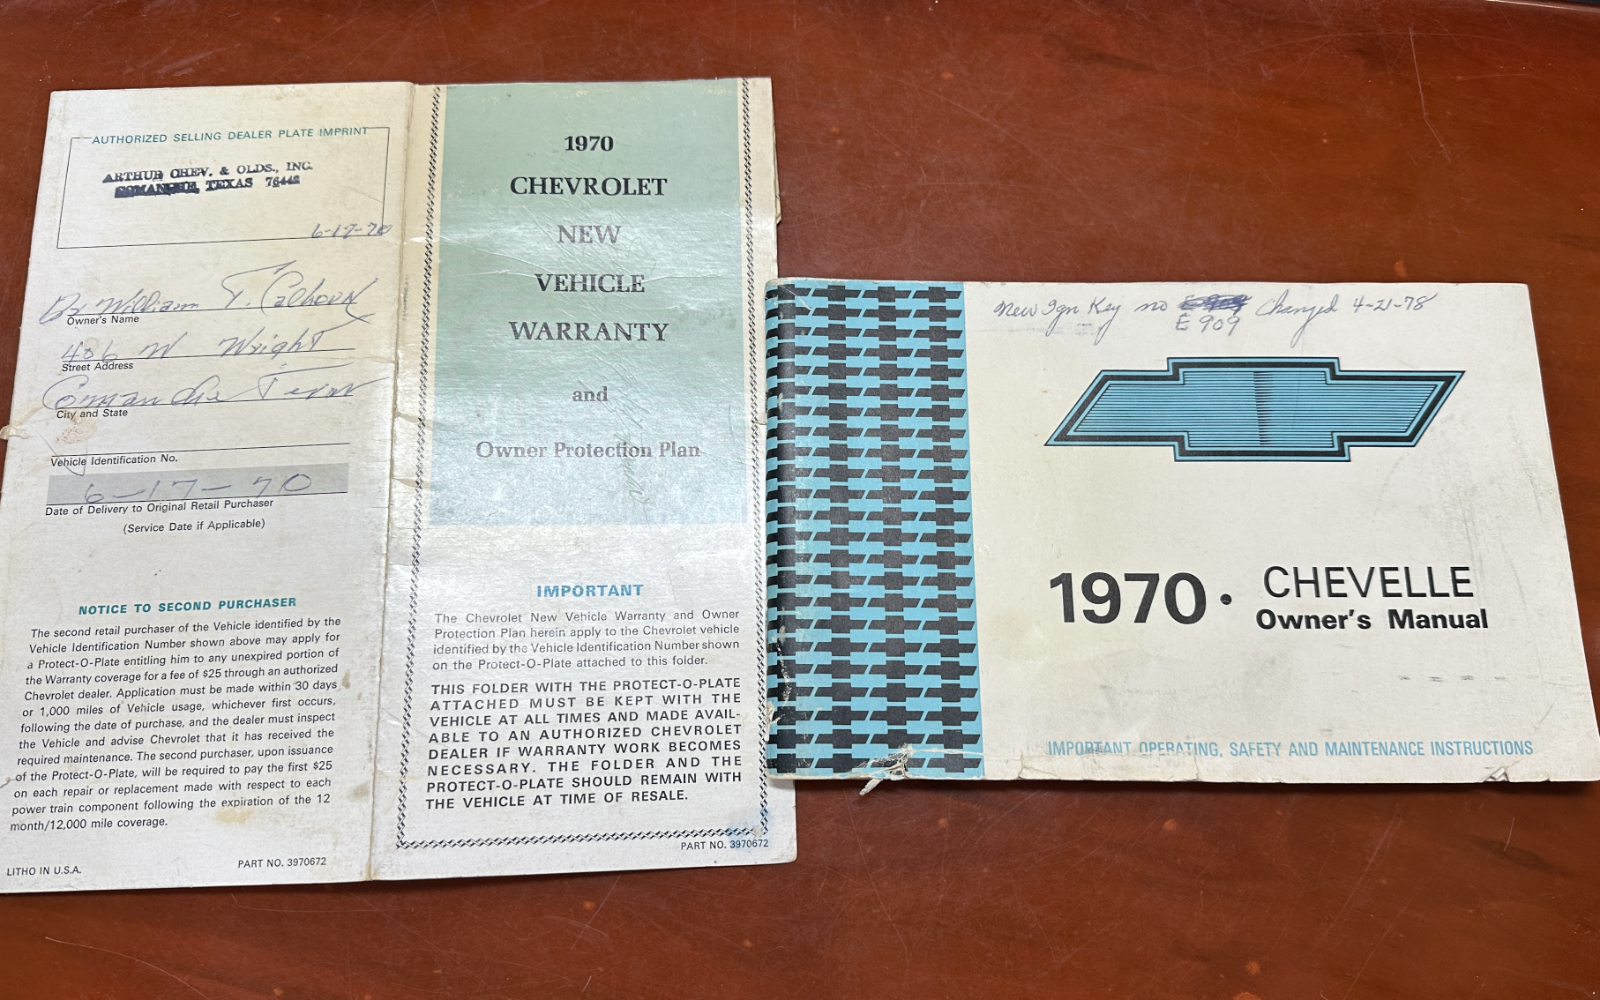 AUTHORIZED SELLING DEALER PLATE IMPRINT
ARTHUR CHEV. & OLDS., INC.
COMANCHE, TEXAS 76442
6-17-70
William T. Calhoun
Owner's Name
406 W Wright
Street Address
Comanche Texas
City and State
Vehicle Identification No.
6-17-70
Date of Delivery to Original Retail Purchaser
(Service Date if Applicable)
NOTICE TO SECOND PURCHASER
The second retail purchaser of the Vehicle identified by the
Vehicle Identification Number shown above may apply for
a Protect-O-Plate entitling him to any unexpired portion of
the Warranty coverage for a fee of $25 through an authorized
Chevrolet dealer. Application must be made within 30 days
or 1,000 miles of Vehicle usage, whichever first occurs,
following the date of purchase, and the dealer must inspect
the Vehicle and advise Chevrolet that it has received the
required maintenance. The second purchaser, upon issuance
of the Protect-O-Plate, will be required to pay the first $25
on each repair or replacement made with respect to each
power train component following the expiration of the 12
month/12,000 mile coverage.
LITHO IN U.S.A.
PART NO. 3970672
1970
CHEVROLET
NEW
VEHICLE
WARRANTY
and
Owner Protection Plan
IMPORTANT
The Chevrolet New Vehicle Warranty and Owner
Protection Plan herein apply to the Chevrolet vehicle
identified by the Vehicle Identification Number shown
on the Protect-O-Plate attached to this folder.
THIS FOLDER WITH THE PROTECT-O-PLATE
ATTACHED MUST BE KEPT WITH THE
VEHICLE AT ALL TIMES AND MADE AVAIL-
ABLE TO AN AUTHORIZED CHEVROLET
DEALER IF WARRANTY WORK BECOMES
NECESSARY. THE FOLDER AND THE
PROTECT-O-PLATE SHOULD REMAIN WITH
THE VEHICLE AT TIME OF RESALE.
PART NO. 3970672
New Ign Key no Changed 4-21-78
E 909
1970 • CHEVELLE
Owner's Manual
IMPORTANT OPERATING, SAFETY AND MAINTENANCE INSTRUCTIONS